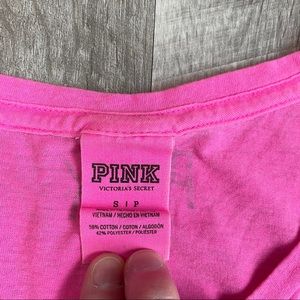 PINK
VICTORIA'S SECRET
S | P
VIETNAM / HECHO EN VIETNAM
58% COTTON / COTON / ALGODÓN
42% POLYESTER / POLIÉSTER